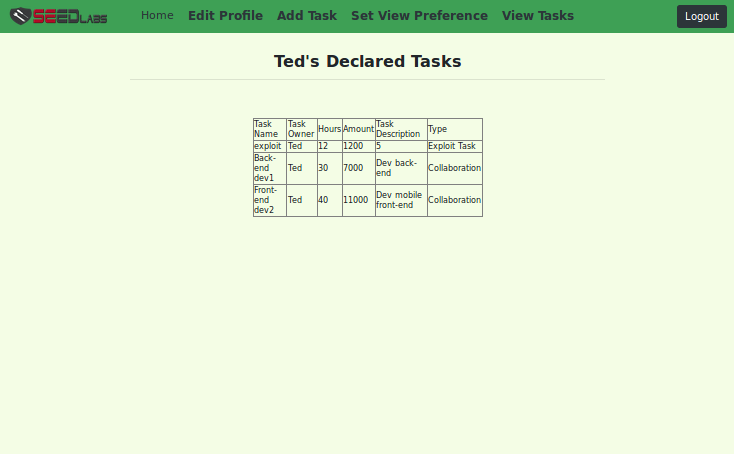 SEEDLABS Home Edit Profile Add Task Set View Preference View Tasks Logout
Ted's Declared Tasks
Task Name Task Owner Hours Amount Task Description Type
exploit Ted 12 1200 5 Exploit Task
Back-end dev1 Ted 30 7000 Dev back-end Collaboration
Front-end dev2 Ted 40 11000 Dev mobile front-end Collaboration